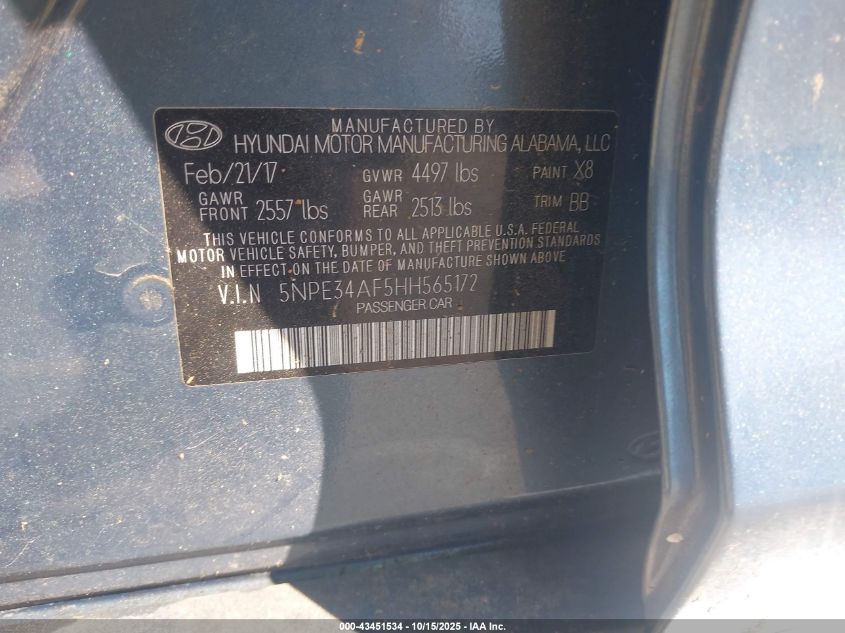 MANUFACTURED BY
HYUNDAI MOTOR MANUFACTURING ALABAMA, LLC
Feb/21/17 GVWR 4497 lbs PAINT X8
GAWR FRONT 2557 lbs GAWR REAR 2513 lbs TRIM BB
THIS VEHICLE CONFORMS TO ALL APPLICABLE U.S.A. FEDERAL
MOTOR VEHICLE SAFETY, BUMPER, AND THEFT PREVENTION STANDARDS
IN EFFECT ON THE DATE OF MANUFACTURE SHOWN ABOVE
V.I.N 5NPE34AF5HH565172
PASSENGER CAR
000-43451534 - 10/15/2025 - IAA Inc.